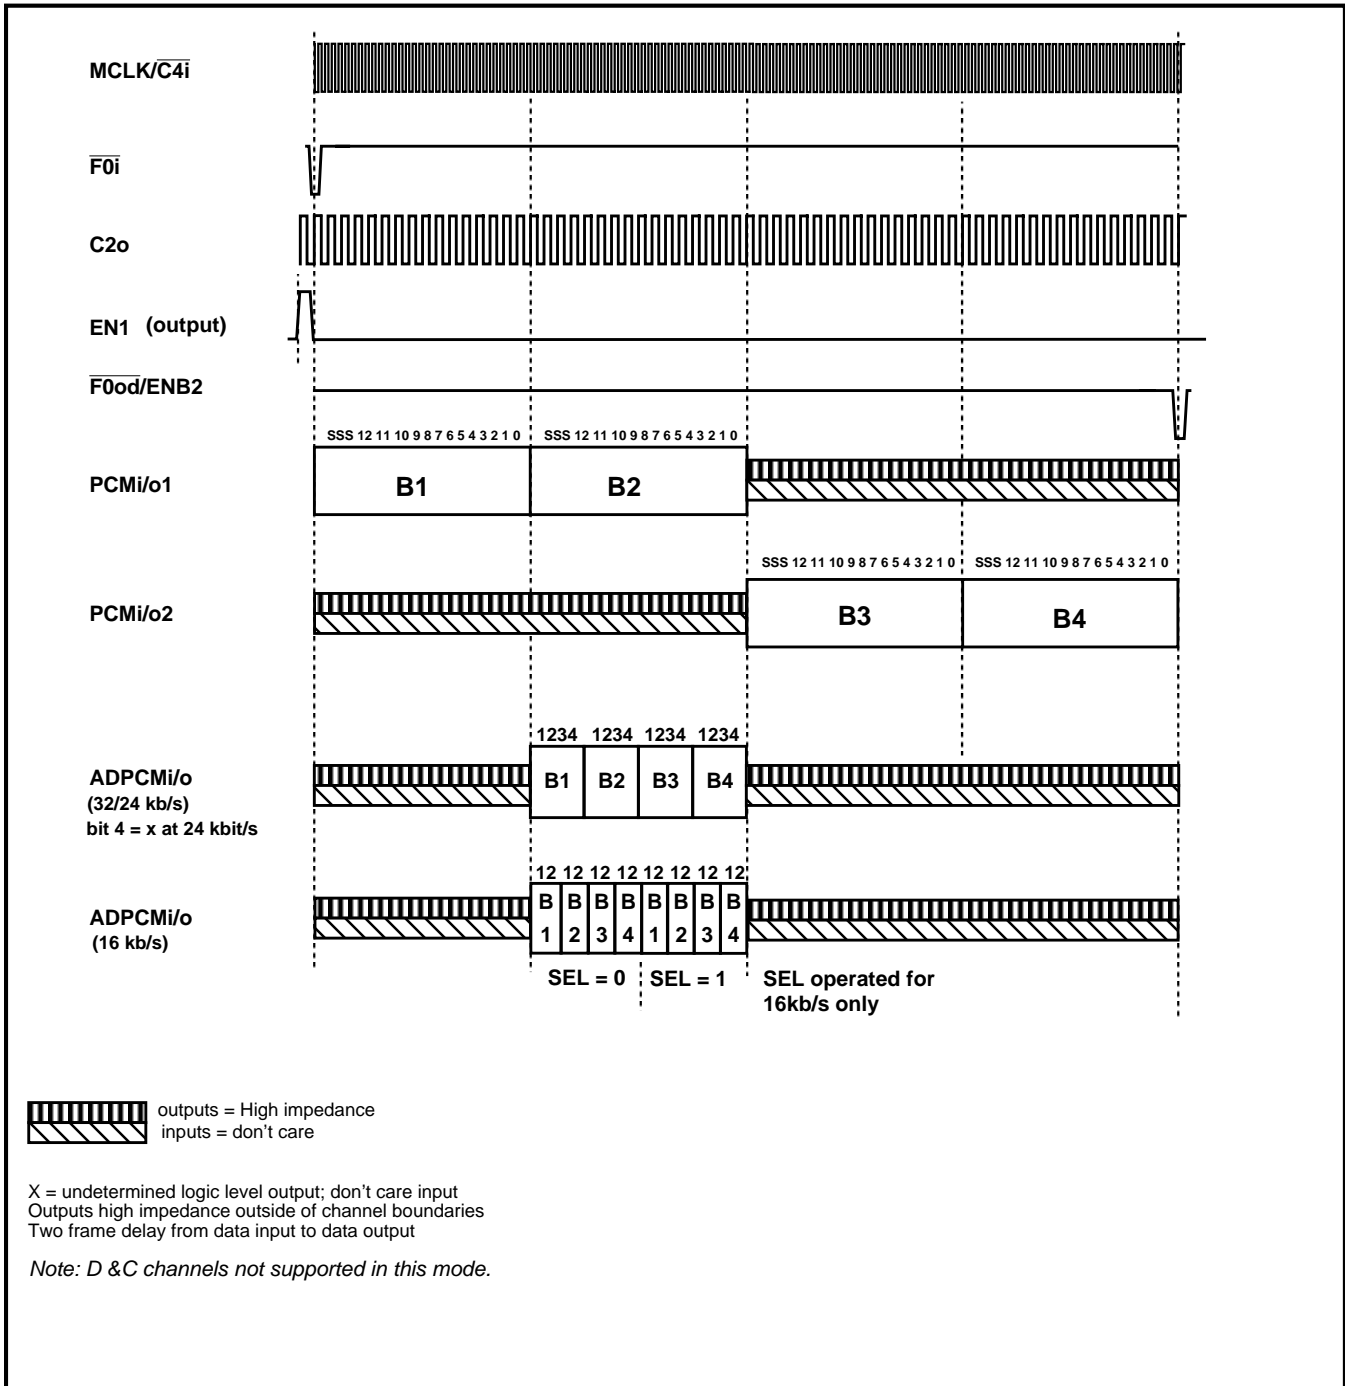 MCLK/C4i
F0i
C2o
EN1 (output)
F0od/ENB2
SSS 12 11 10 9 8 7 6 5 4 3 2 1 0 SSS 12 11 10 9 8 7 6 5 4 3 2 1 0
PCMi/o1 B1 B2
SSS 12 11 10 9 8 7 6 5 4 3 2 1 0 SSS 12 11 10 9 8 7 6 5 4 3 2 1 0
PCMi/o2 B3 B4
1234 1234 1234 1234
ADPCMi/o B1 B2 B3 B4
(32/24 kb/s)
bit 4 = x at 24 kbit/s
12 12 12 12 12 12 12 12
ADPCMi/o B B B B B B B B
(16 kb/s) 1 2 3 4 1 2 3 4
SEL = 0 SEL = 1 SEL operated for
16kb/s only
outputs = High impedance
inputs = don't care
X = undetermined logic level output; don't care input
Outputs high impedance outside of channel boundaries
Two frame delay from data input to data output
Note: D &C channels not supported in this mode.